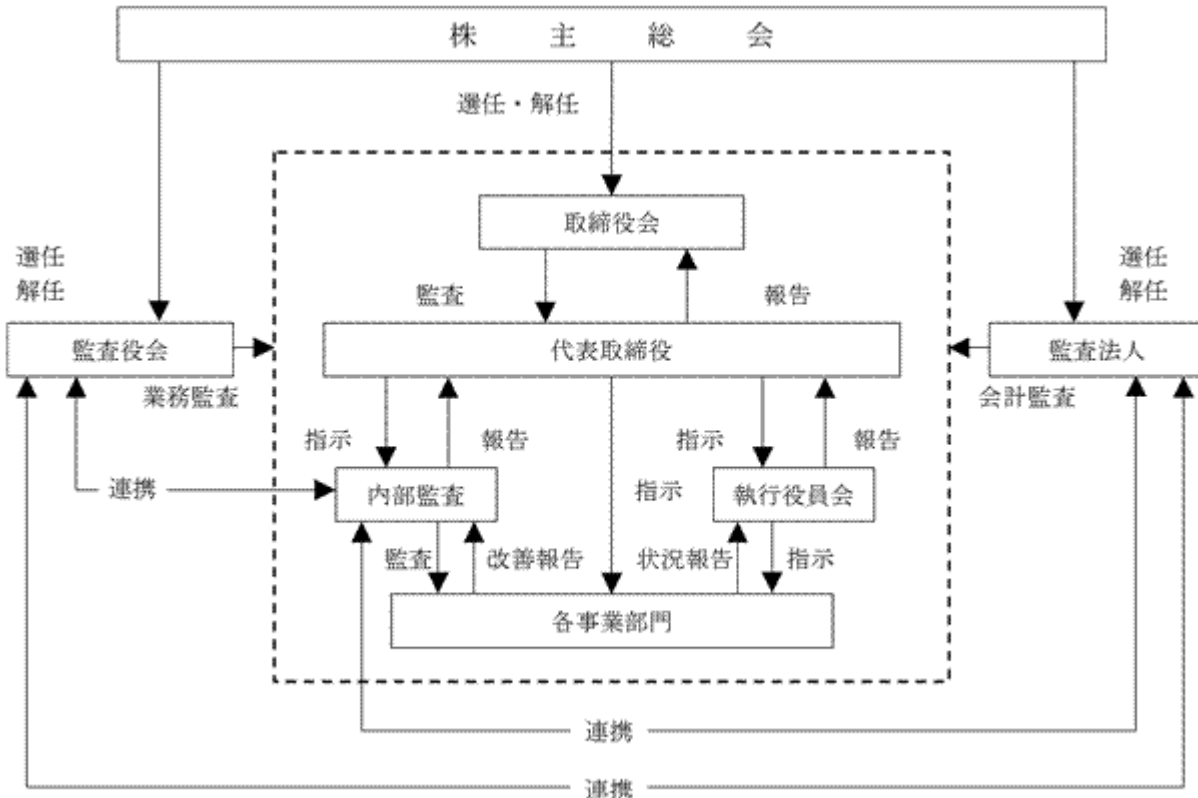 株主総会
選任・解任
取締役会
選任
解任
選任
解任
監査
報告
監査役会
代表取締役
監査法人
業務監査
会計監査
指示
報告
指示
報告
連携
内部監査
指示
執行役員会
監査
改善報告
状況報告
指示
各事業部門
連携
連携